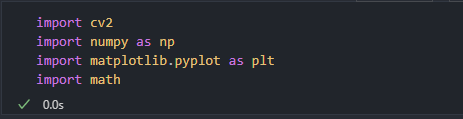 import cv2
import numpy as np
import matplotlib.pyplot as plt
import math
0.0s